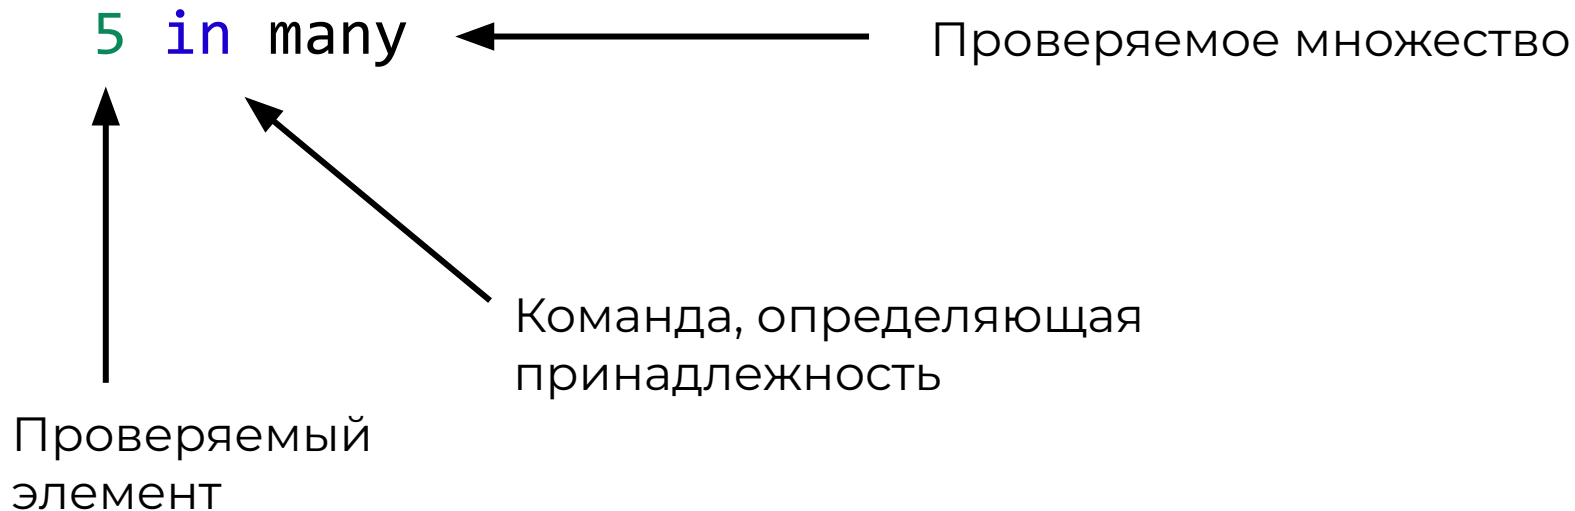 5 in many
Проверяемое множество
Команда, определяющая
принадлежность
Проверяемый
элемент